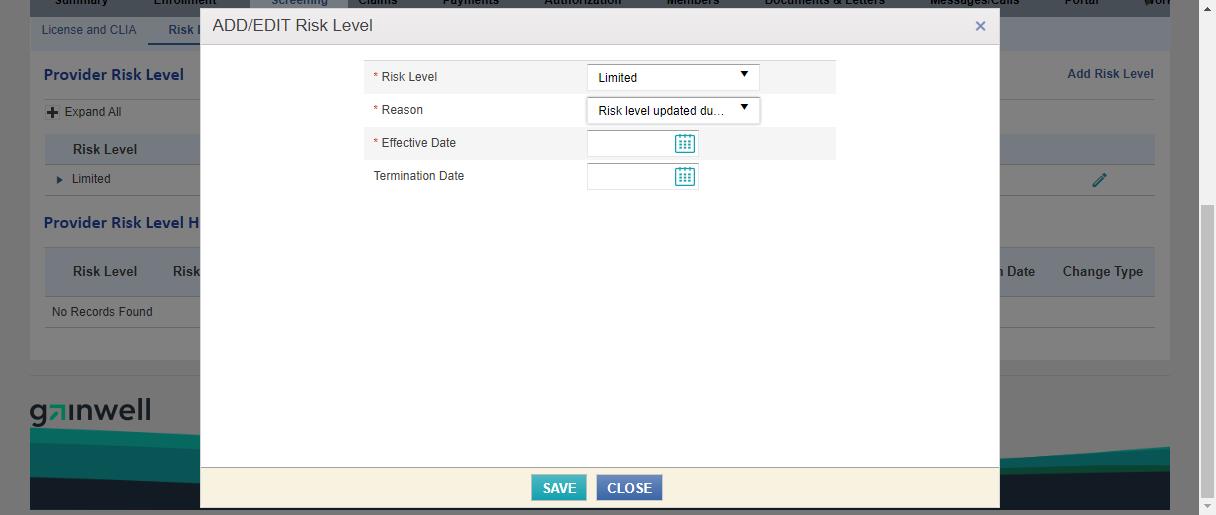 Summary Enrollment Screening Claims Payments Authorization Members Documents & Letters Messages/Calls Portal
ADD/EDIT Risk Level ×
License and CLIA Risk
Provider Risk Level Add Risk Level
* Risk Level Limited
Expand All * Reason Risk level updated du...
* Effective Date
Risk Level
Termination Date
Limited
Provider Risk Level H
Risk Level Risk Date Change Type
No Records Found
gainwell
SAVE CLOSE